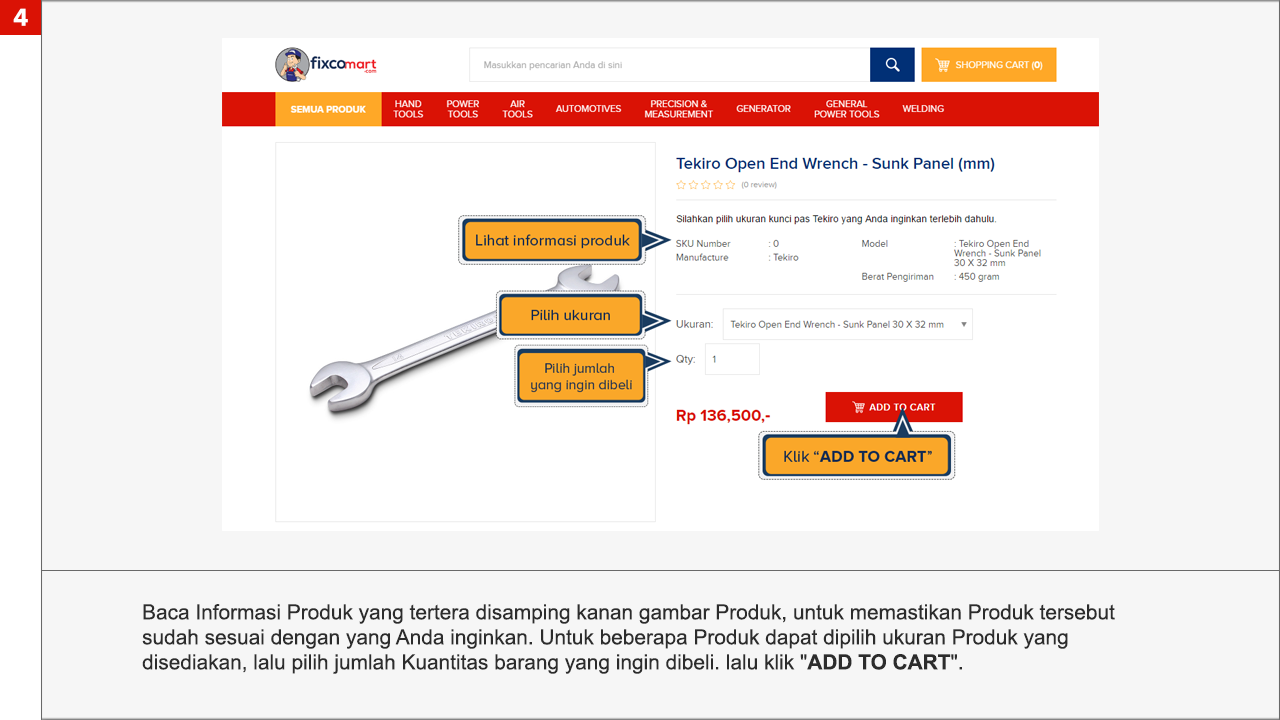 4
fixcomart
.com
Masukkan pencarian Anda di sini
SHOPPING CART (0)
SEMUA PRODUK
HAND
TOOLS
POWER
TOOLS
AIR
TOOLS
AUTOMOTIVES
PRECISION &
MEASUREMENT
GENERATOR
GENERAL
POWER TOOLS
WELDING
Tekiro Open End Wrench - Sunk Panel (mm)
(0 review)
Silahkan pilih ukuran kunci pas Tekiro yang Anda inginkan terlebih dahulu.
Lihat informasi produk
SKU Number : 0
Manufacture : Tekiro
Model : Tekiro Open End
Wrench - Sunk Panel
30 X 32 mm
Berat Pengiriman : 450 gram
Pilih ukuran
Ukuran: Tekiro Open End Wrench - Sunk Panel 30 X 32 mm
Pilih jumlah
yang ingin dibeli
Qty: 1
Rp 136,500,-
ADD TO CART
Klik “ADD TO CART”
Baca Informasi Produk yang tertera disamping kanan gambar Produk, untuk memastikan Produk tersebut
sudah sesuai dengan yang Anda inginkan. Untuk beberapa Produk dapat dipilih ukuran Produk yang
disediakan, lalu pilih jumlah Kuantitas barang yang ingin dibeli. lalu klik "ADD TO CART".